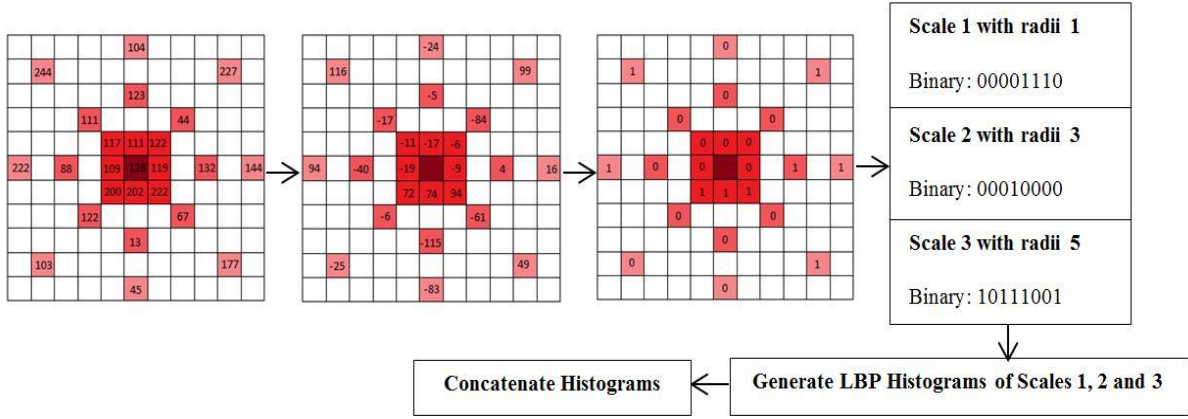 104
244 227
123
111 44
117 111 122
222 88 109 128 119 132 144
200 202 222
122 67
13
103 177
45
-24
116 99
-5
-17 -84
-11 -17 -6
94 -40 -19 -9 4 16
72 74 94
-6 -61
-115
-25 49
-83
0
1 1
0
0 0
0 0 0
1 0 0 0 1 1
1 1 1
0 0
0
0 1
0
Scale 1 with radii 1
Binary: 00001110
Scale 2 with radii 3
Binary: 00010000
Scale 3 with radii 5
Binary: 10111001
Generate LBP Histograms of Scales 1, 2 and 3
Concatenate Histograms